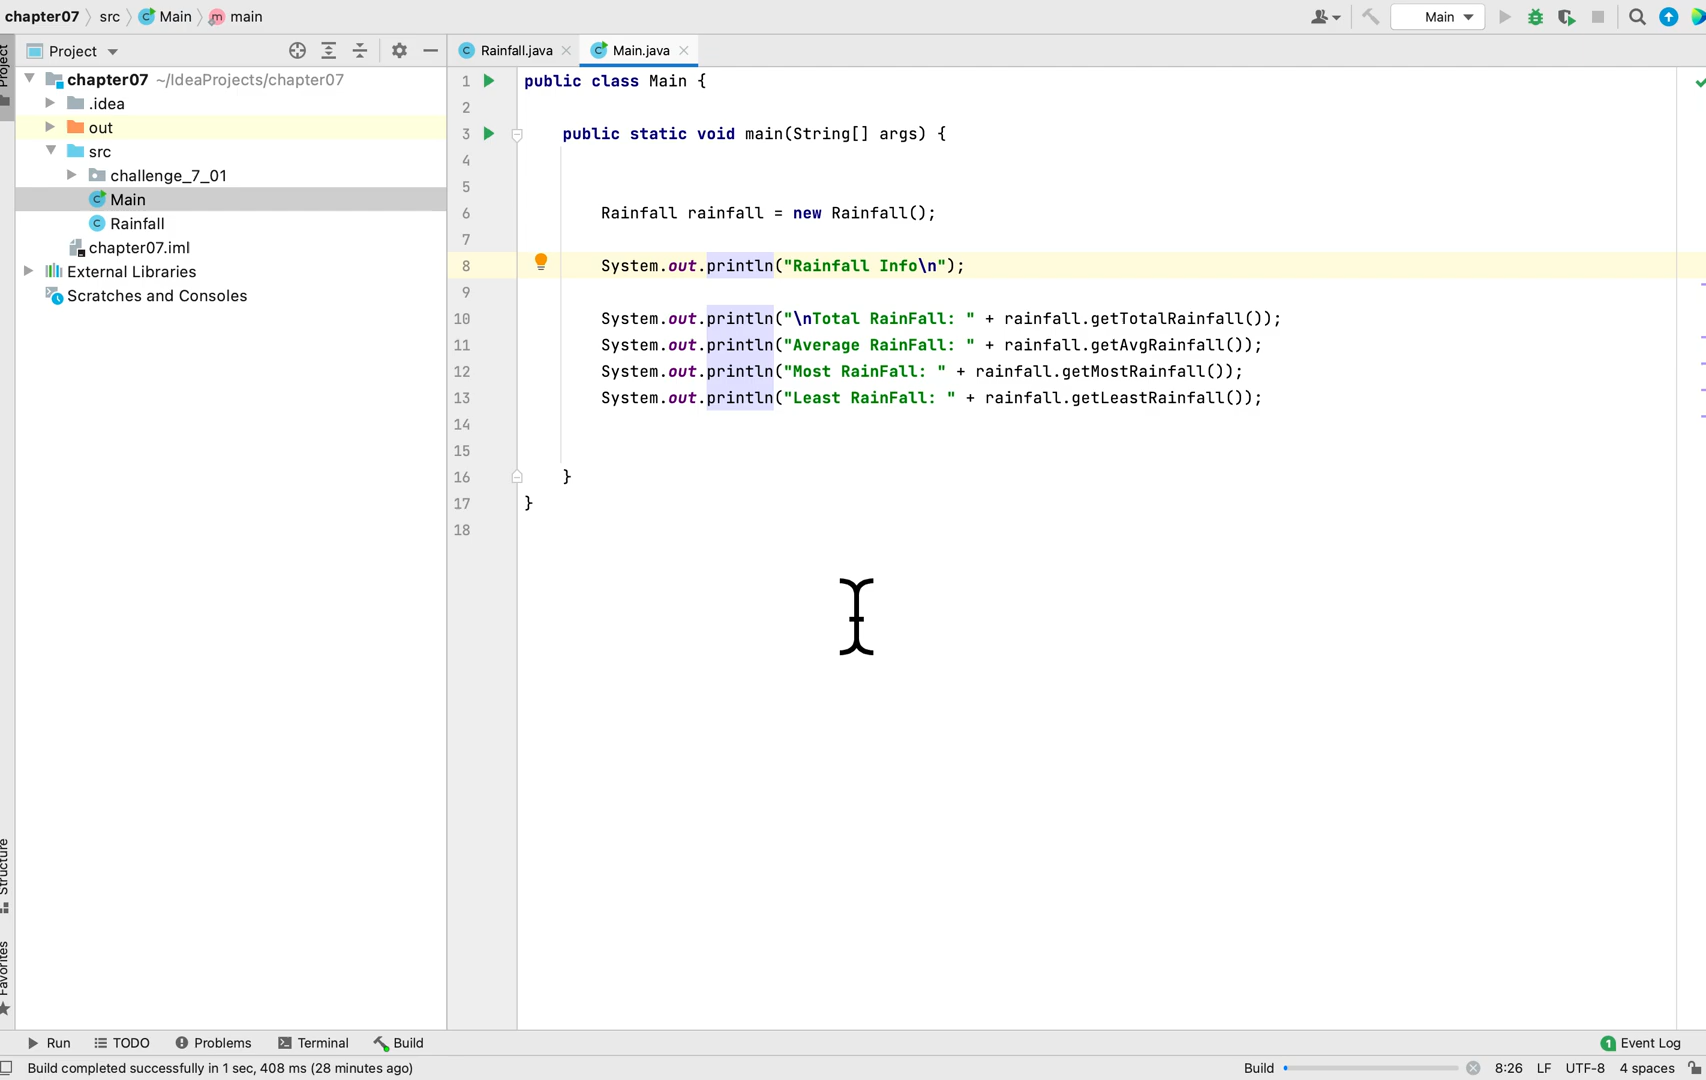 chapter07 src Main main
Main
Project
Rainfall.java Main.java
Project
chapter07 ~/IdeaProjects/chapter07
.idea
out
src
challenge_7_01
Main
Rainfall
chapter07.iml
External Libraries
Scratches and Consoles
1 public class Main {
2
3 public static void main(String[] args) {
4
5
6 Rainfall rainfall = new Rainfall();
7
8 System.out.println("Rainfall Info\n");
9
10 System.out.println("\nTotal RainFall: " + rainfall.getTotalRainfall());
11 System.out.println("Average RainFall: " + rainfall.getAvgRainfall());
12 System.out.println("Most RainFall: " + rainfall.getMostRainfall());
13 System.out.println("Least RainFall: " + rainfall.getLeastRainfall());
14
15
16 }
17 }
18
Structure
Favorites
Run TODO Problems Terminal Build 1 Event Log
Build completed successfully in 1 sec, 408 ms (28 minutes ago) Build 8:26 LF UTF-8 4 spaces